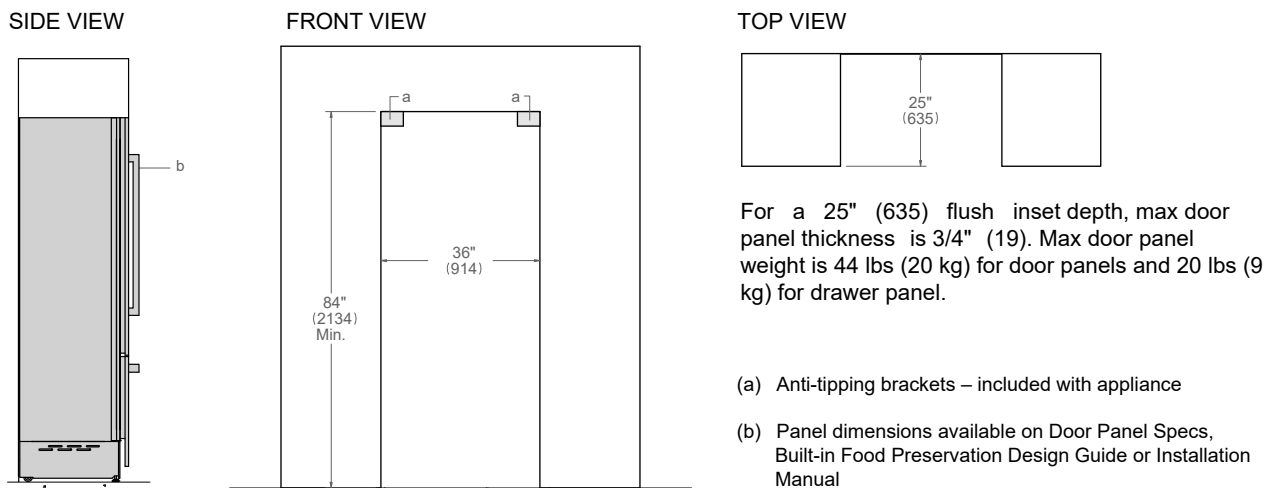 SIDE VIEW
FRONT VIEW
TOP VIEW
b
a
a
36"
(914)
84"
(2134)
Min.
25"
(635)
For a 25" (635) flush inset depth, max door
panel thickness is 3/4" (19). Max door panel
weight is 44 lbs (20 kg) for door panels and 20 lbs (9
kg) for drawer panel.
(a) Anti-tipping brackets – included with appliance
(b) Panel dimensions available on Door Panel Specs,
Built-in Food Preservation Design Guide or Installation
Manual